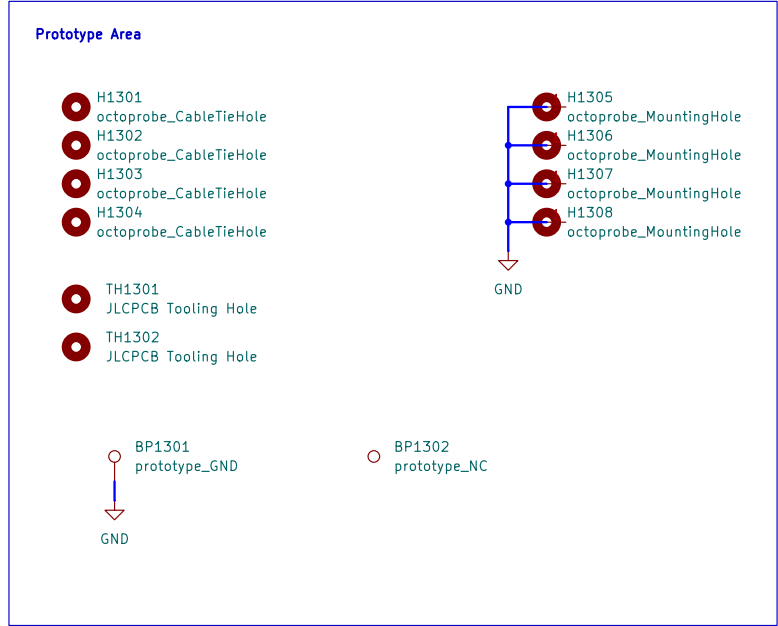 Prototype Area
H1301
octoprobe_CableTieHole
H1302
octoprobe_CableTieHole
H1303
octoprobe_CableTieHole
H1304
octoprobe_CableTieHole
TH1301
JLCPCB Tooling Hole
TH1302
JLCPCB Tooling Hole
H1305
octoprobe_MountingHole
H1306
octoprobe_MountingHole
H1307
octoprobe_MountingHole
H1308
octoprobe_MountingHole
GND
BP1301
prototype_GND
GND
BP1302
prototype_NC